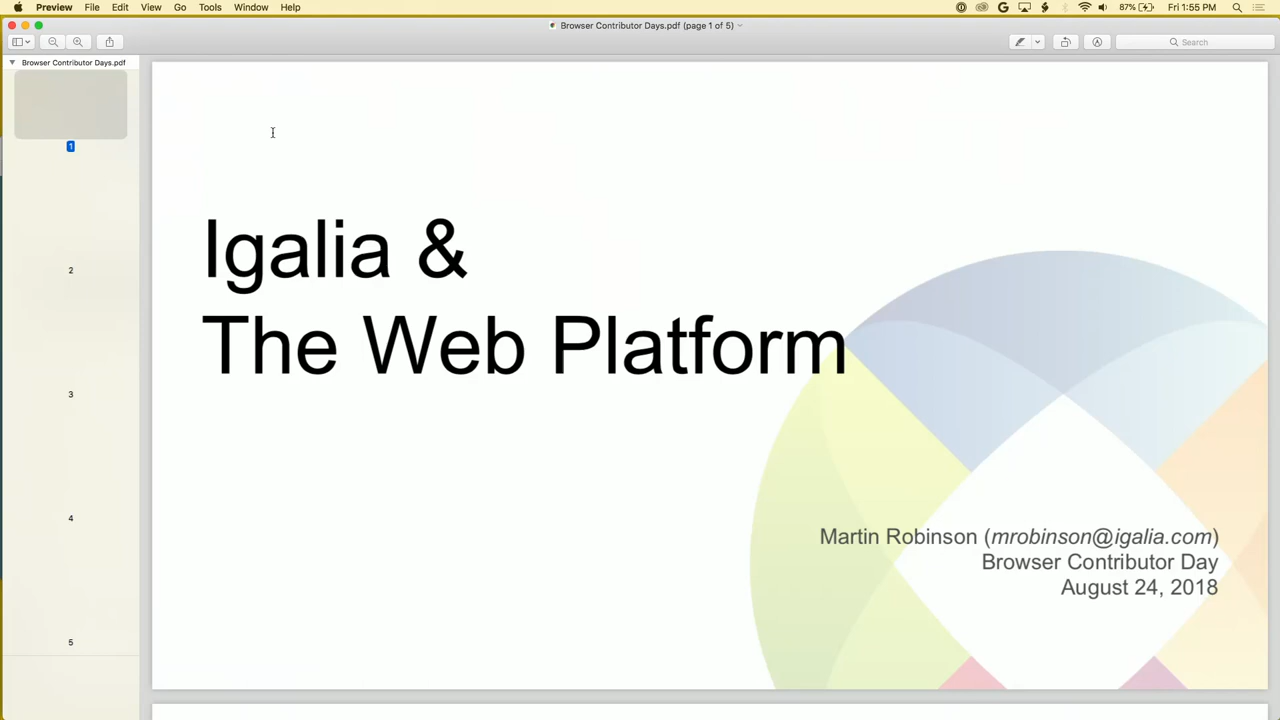 Preview File Edit View Go Tools Window Help
87% Fri 1:55 PM
Browser Contributor Days.pdf (page 1 of 5)
Search
Browser Contributor Days.pdf
1
2
3
4
5
Igalia &
The Web Platform
Martin Robinson (mrobinson@igalia.com)
Browser Contributor Day
August 24, 2018